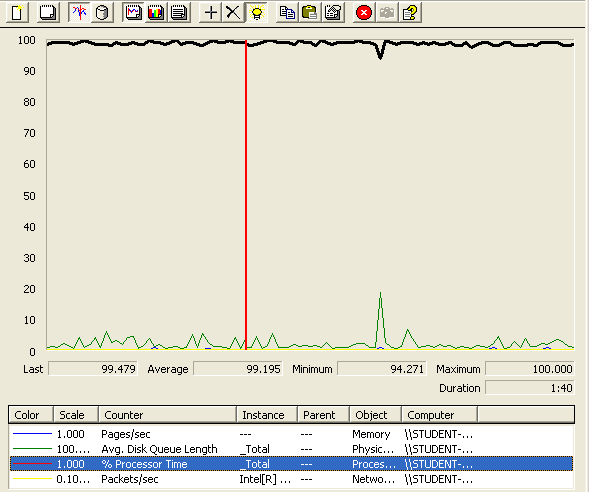 100
90
80
70
60
50
40
30
20
10
0
Last 99.479 Average 99.195 Minimum 94.271 Maximum 100.000
Duration 1:40
Color Scale Counter Instance Parent Object Computer
1.000 Pages/sec --- --- Memory \\STUDENT-...
100.... Avg. Disk Queue Length _Total --- Physic... \\STUDENT-...
1.000 % Processor Time _Total --- Proces... \\STUDENT-...
0.10... Packets/sec Intel[R] ... --- Netwo... \\STUDENT-...